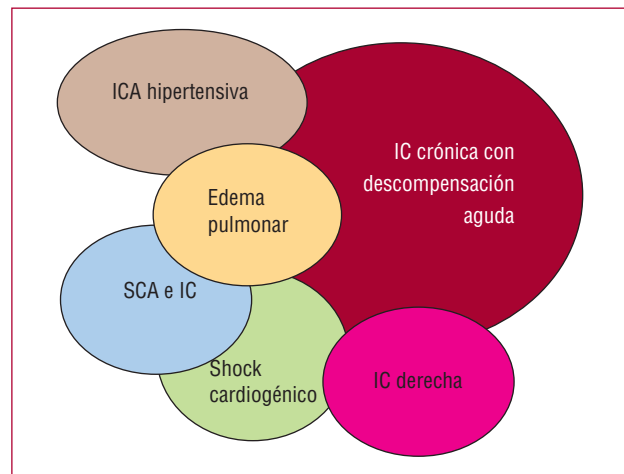 ICA hipertensiva
IC crónica con
descompensación
aguda
Edema
pulmonar
SCA e IC
Shock
cardiogénico
IC derecha